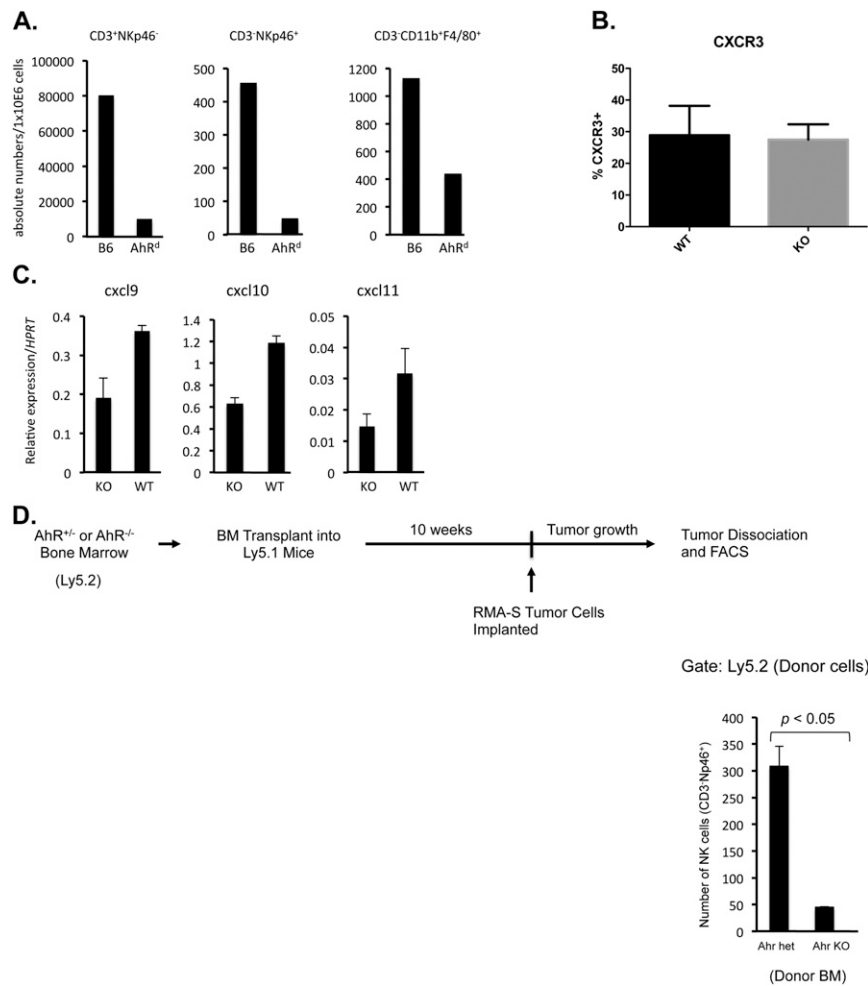 A.
CD3⁺NKp46⁻
CD3⁻NKp46⁺
CD3⁻CD11b⁺F4/80⁺
absolute numbers/1x10E6 cells
100000
80000
60000
40000
20000
0
B6 AhRᵈ
500
400
300
200
100
0
B6 AhRᵈ
1200
1000
800
600
400
200
0
B6 AhRᵈ
B.
CXCR3
% CXCR3+
50
40
30
20
10
0
WT
KO
C.
cxcl9
cxcl10
cxcl11
Relative expression/HPRT
0.4
0.3
0.2
0.1
0
KO WT
1.4
1.2
1
0.8
0.6
0.4
0.2
0
KO WT
0.05
0.04
0.03
0.02
0.01
0
KO WT
D.
AhR⁺/⁻ or AhR⁻/⁻
Bone Marrow
(Ly5.2)
BM Transplant into
Ly5.1 Mice
10 weeks
Tumor growth
RMA-S Tumor Cells
Implanted
Tumor Dissociation
and FACS
Gate: Ly5.2 (Donor cells)
p < 0.05
Number of NK cells (CD3⁻Np46⁺)
400
350
300
250
200
150
100
50
0
Ahr het Ahr KO
(Donor BM)